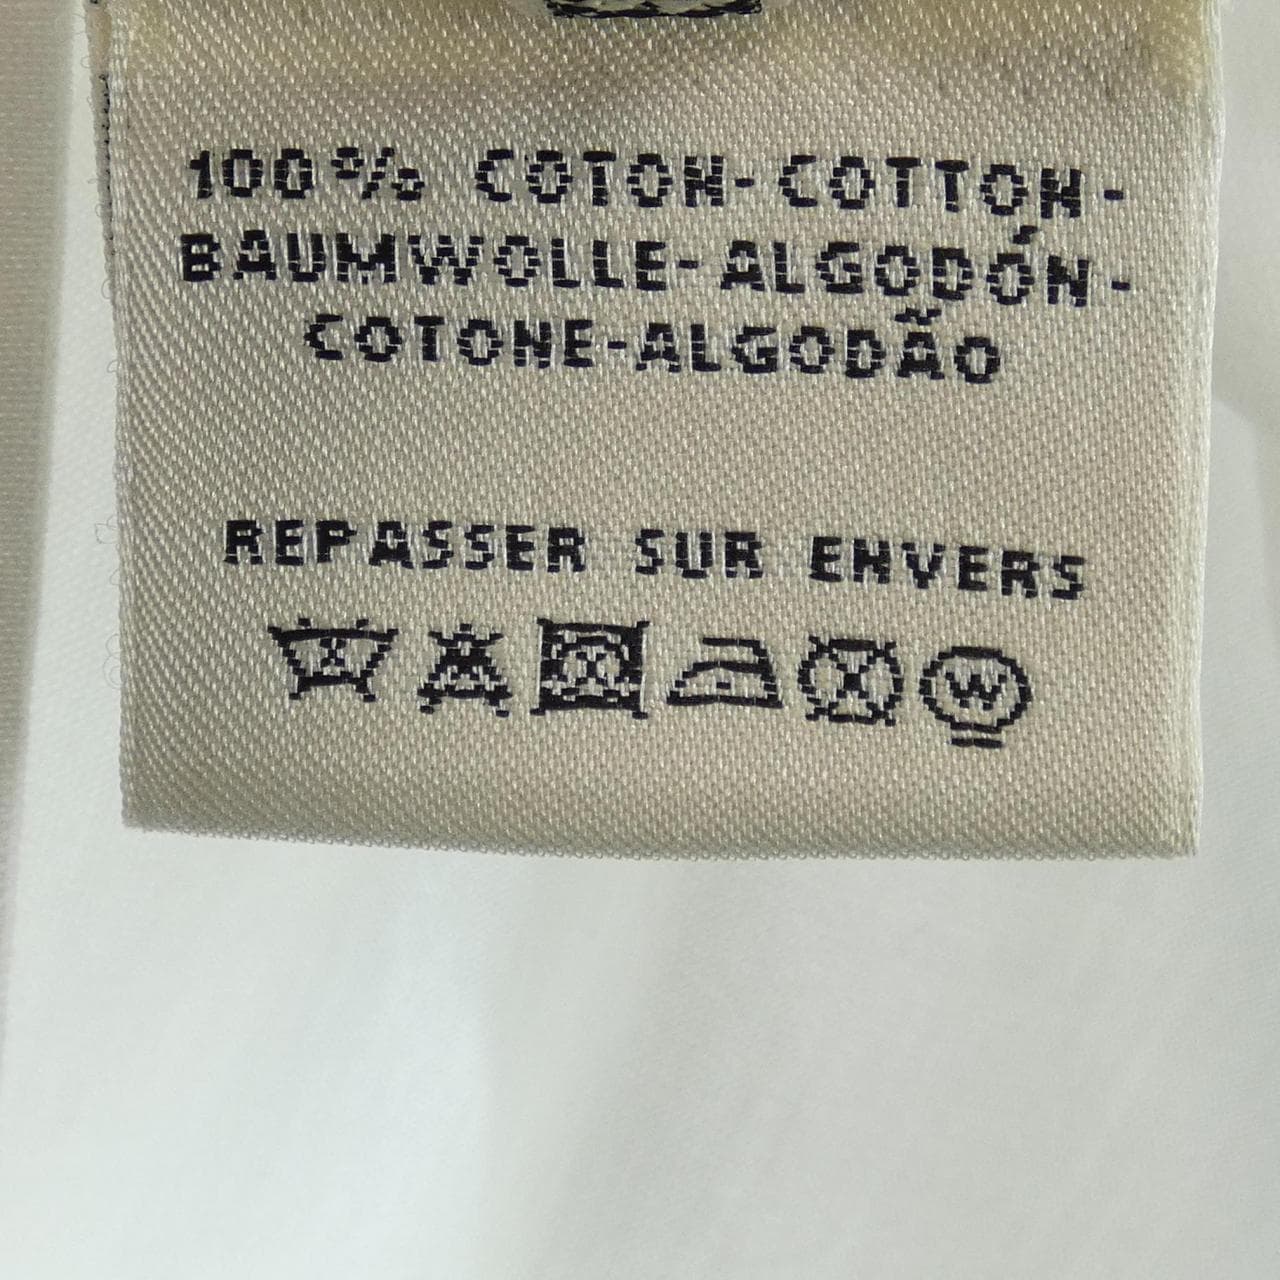 100% COTON-COTTON-
BAUMWOLLE-ALGODÓN-
COTONE-ALGODÃO
REPASSER SUR ENVERS
W